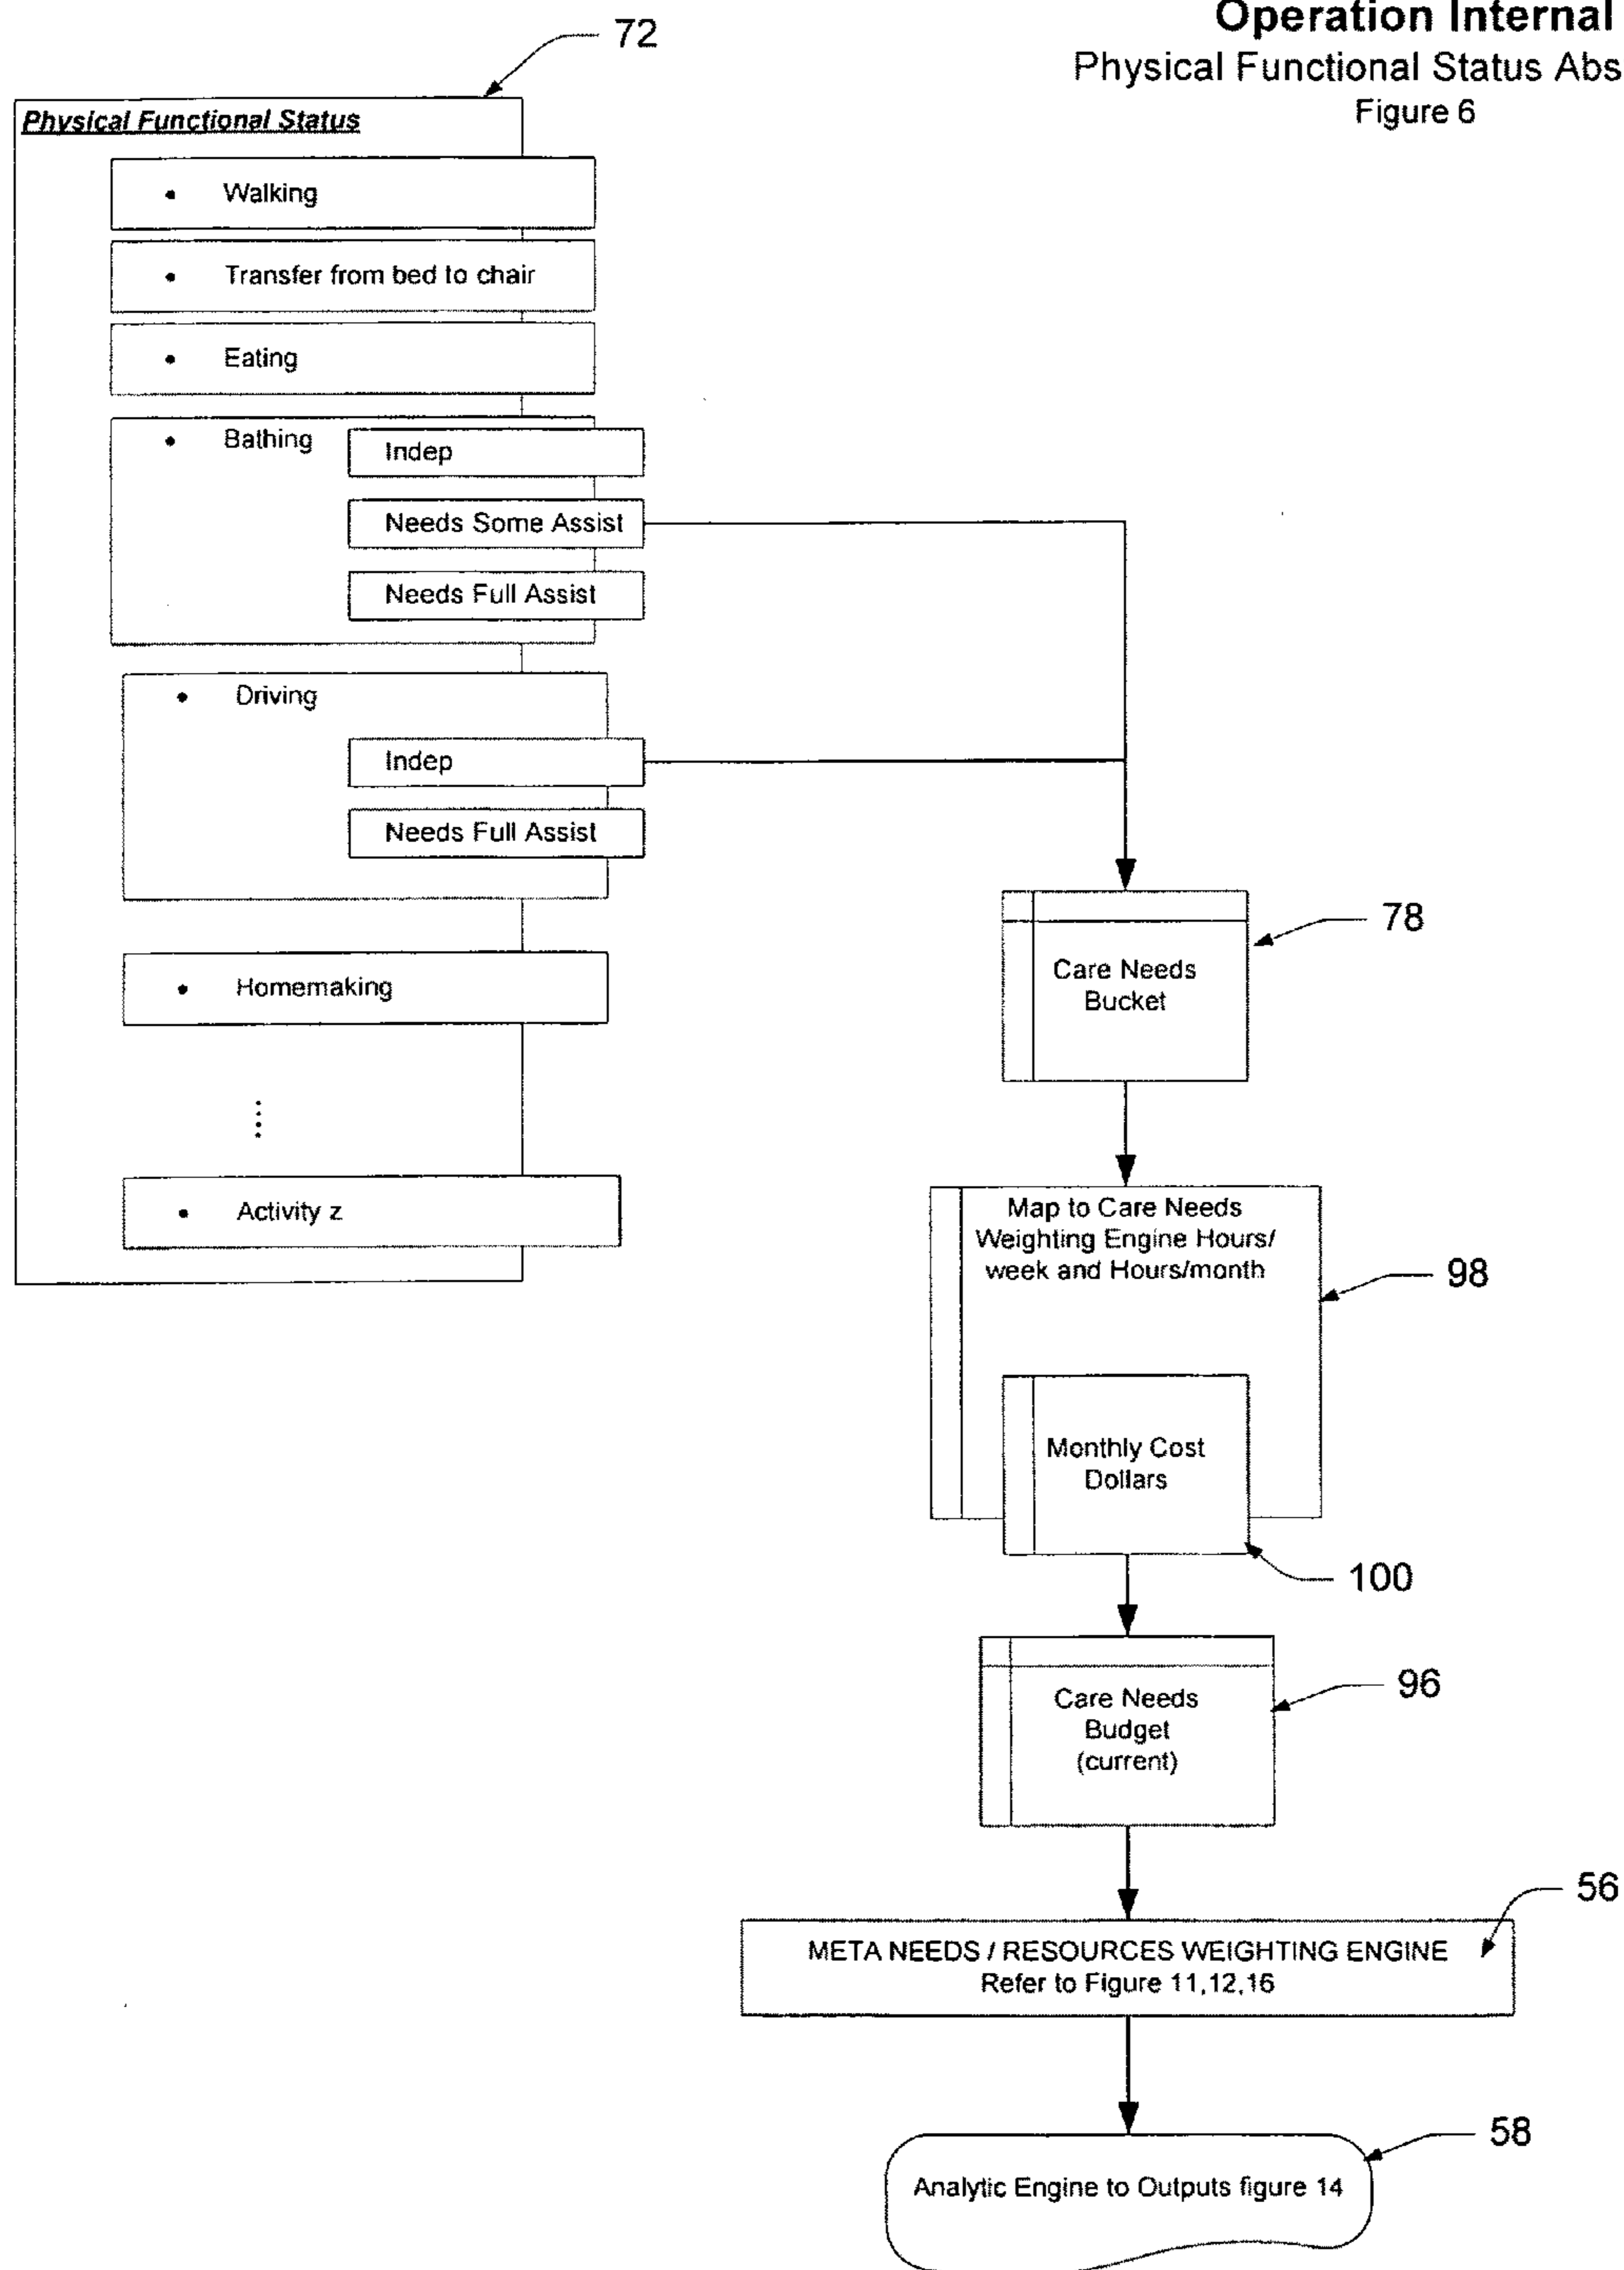 Operation Internal
Physical Functional Status Abs
Figure 6
72
Physical Functional Status
• Walking
• Transfer from bed to chair
• Eating
• Bathing
Indep
Needs Some Assist
Needs Full Assist
• Driving
Indep
Needs Full Assist
• Homemaking
• Activity z
78
Care Needs
Bucket
Map to Care Needs
Weighting Engine Hours/
week and Hours/month
98
Monthly Cost
Dollars
100
Care Needs
Budget
(current)
96
56
META NEEDS / RESOURCES WEIGHTING ENGINE
Refer to Figure 11,12,16
58
Analytic Engine to Outputs figure 14